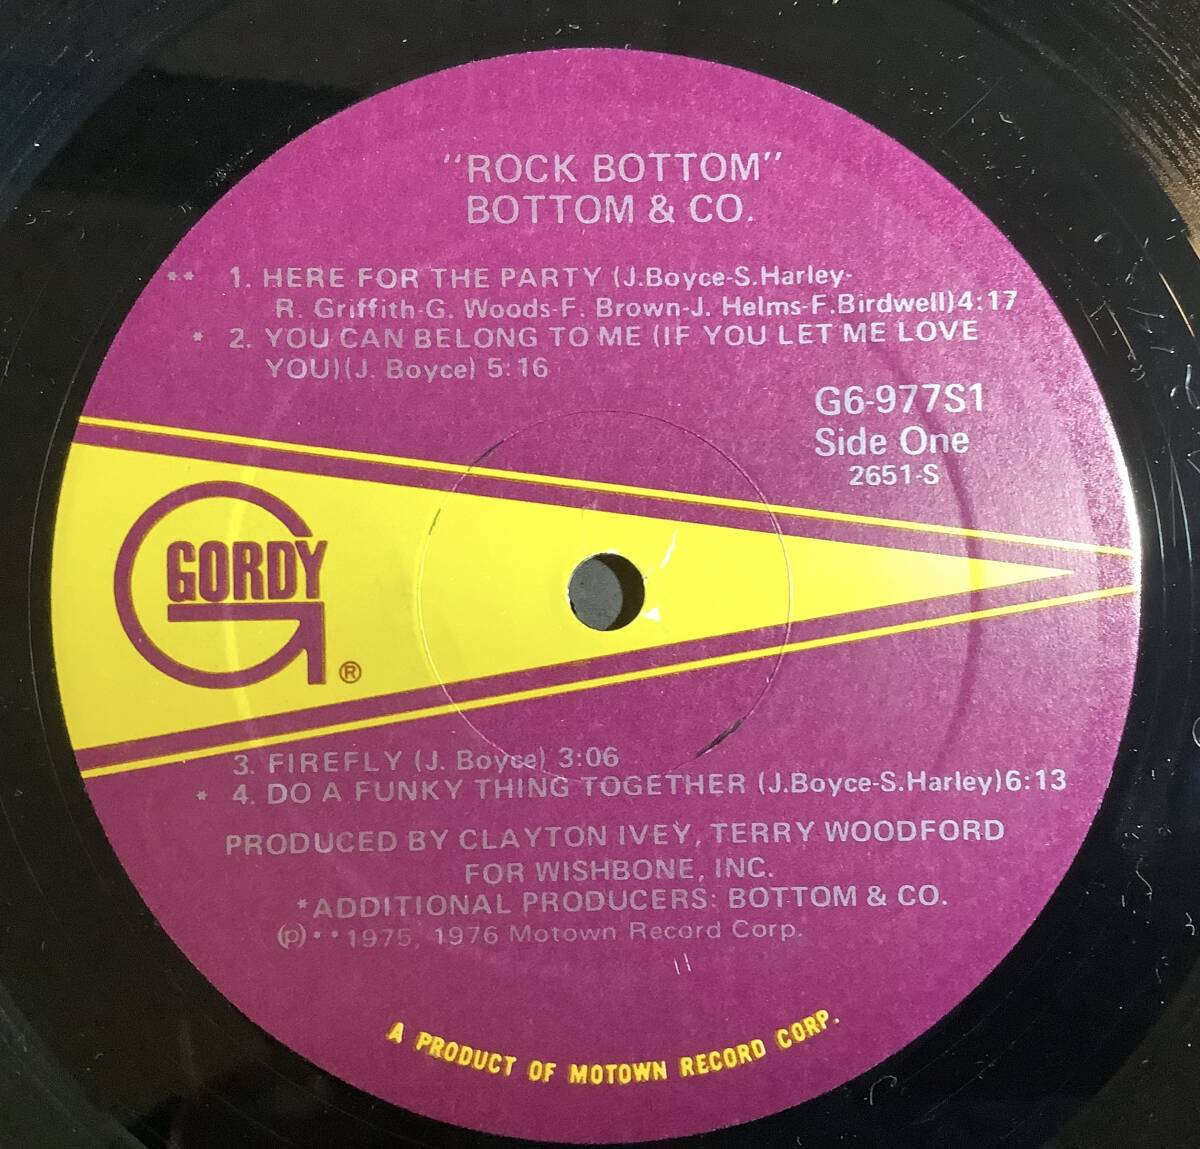 "ROCK BOTTOM"
BOTTOM & CO.
** 1. HERE FOR THE PARTY (J.Boyce-S.Harley-
R. Griffith-G. Woods-F. Brown-J. Helms-F.Birdwell)4:17
* 2. YOU CAN BELONG TO ME (IF YOU LET ME LOVE
YOU)(J. Boyce) 5:16
G6-977S1
Side One
2651-S
GORDY
®
3. FIREFLY (J. Boyce) 3:06
* 4. DO A FUNKY THING TOGETHER (J.Boyce-S.Harley)6:13
PRODUCED BY CLAYTON IVEY, TERRY WOODFORD
FOR WISHBONE, INC.
*ADDITIONAL PRODUCERS: BOTTOM & CO.
(p)**1975, 1976 Motown Record Corp.
A PRODUCT OF MOTOWN RECORD CORP.